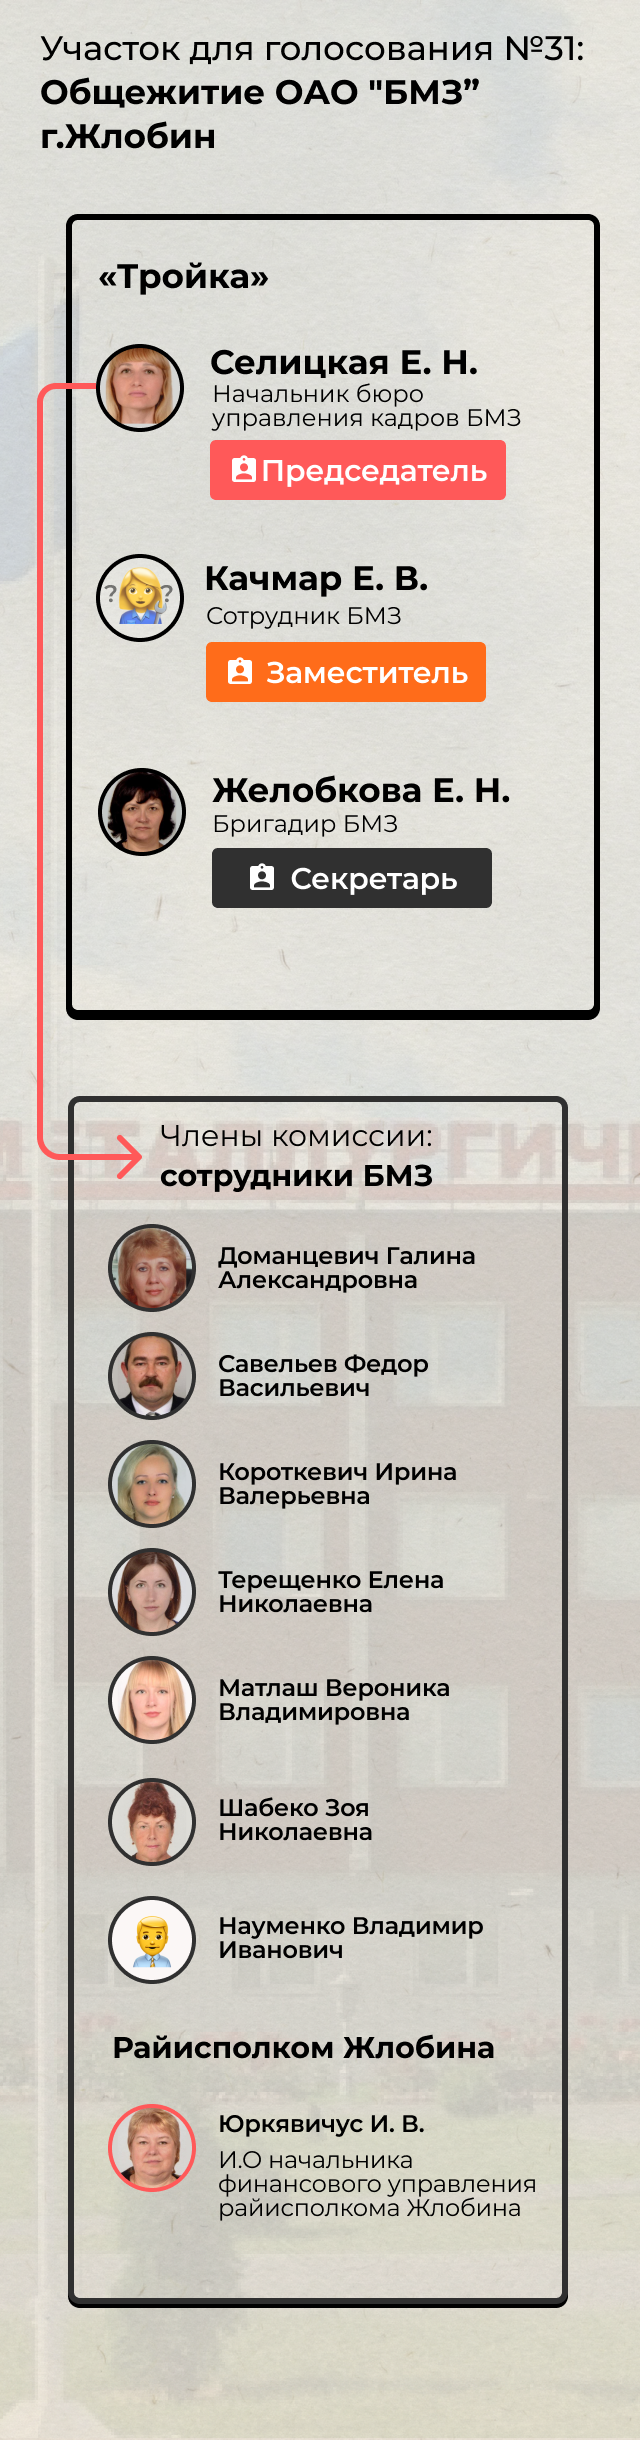 Участок для голосования №31:
Общежитие ОАО "БМЗ”
г.Жлобин
«Тройка»
Селицкая Е. Н.
Начальник бюро
управления кадров БМЗ
Председатель
? ?
Качмар Е. В.
Сотрудник БМЗ
Заместитель
Желобкова Е. Н.
Бригадир БМЗ
Секретарь
Члены комиссии:
сотрудники БМЗ
Доманцевич Галина
Александровна
Савельев Федор
Васильевич
Короткевич Ирина
Валерьевна
Терещенко Елена
Николаевна
Матлаш Вероника
Владимировна
Шабеко Зоя
Николаевна
Науменко Владимир
Иванович
Райисполком Жлобина
Юркявичус И. В.
И.О начальника
финансового управления
райисполкома Жлобина